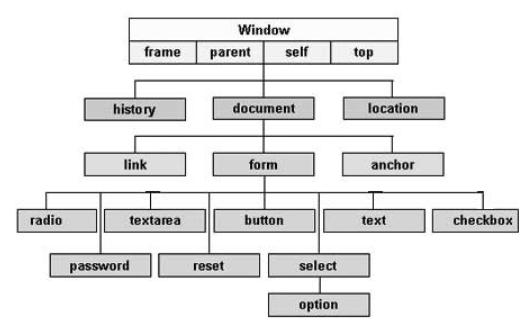 Window
frame parent self top
history document location
link form anchor
radio textarea button text checkbox
password reset select
option